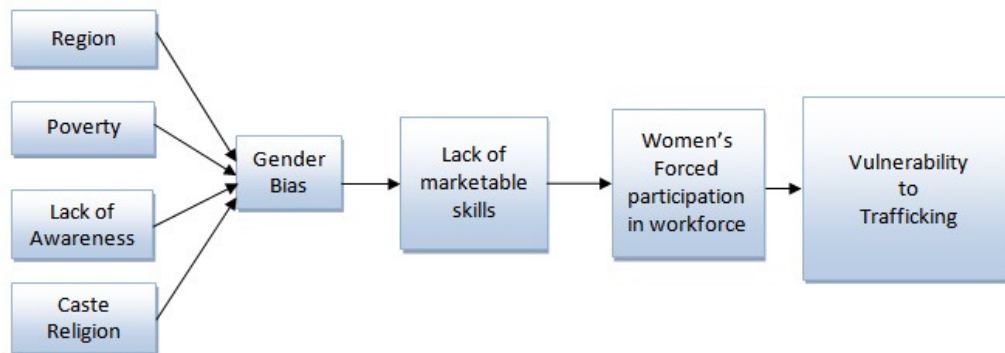 Region
Poverty
Lack of
Awareness
Caste
Religion
Gender
Bias
Lack of
marketable
skills
Women's
Forced
participation
in workforce
Vulnerability
to
Trafficking